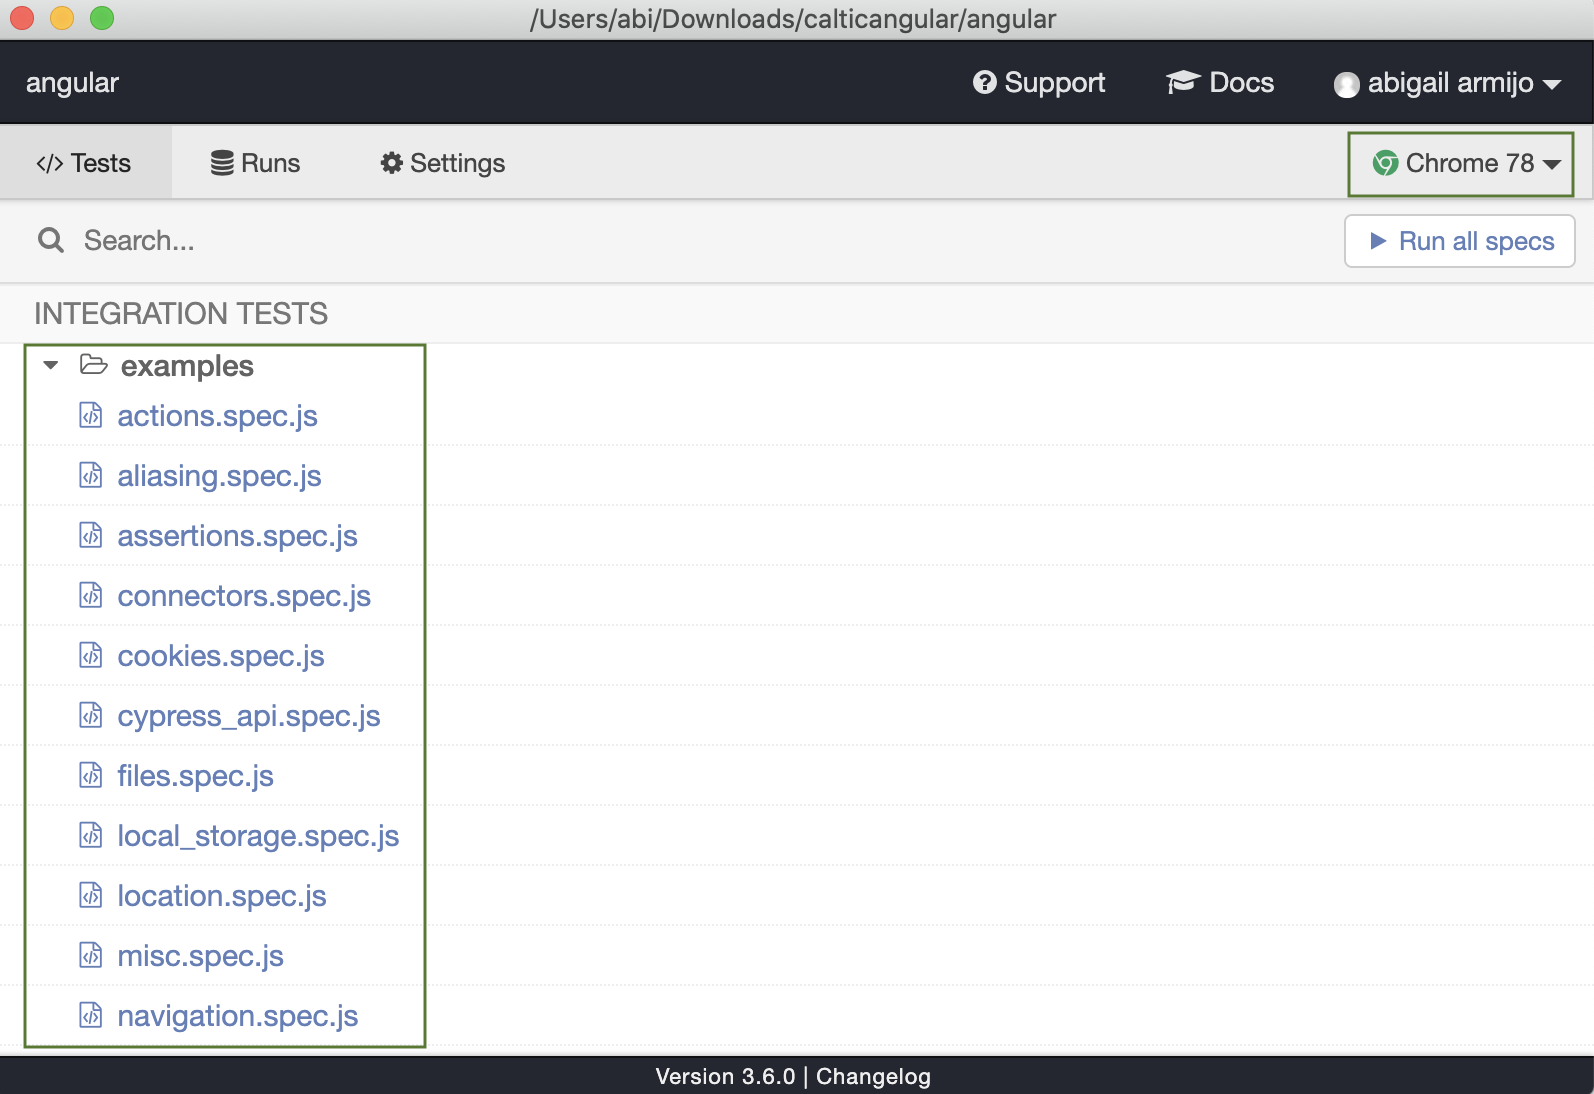 /Users/abi/Downloads/calticangular/angular
angular Support Docs abigail armijo
</> Tests Runs Settings Chrome 78
Search... Run all specs
INTEGRATION TESTS
examples
actions.spec.js
aliasing.spec.js
assertions.spec.js
connectors.spec.js
cookies.spec.js
cypress_api.spec.js
files.spec.js
local_storage.spec.js
location.spec.js
misc.spec.js
navigation.spec.js
Version 3.6.0 | Changelog